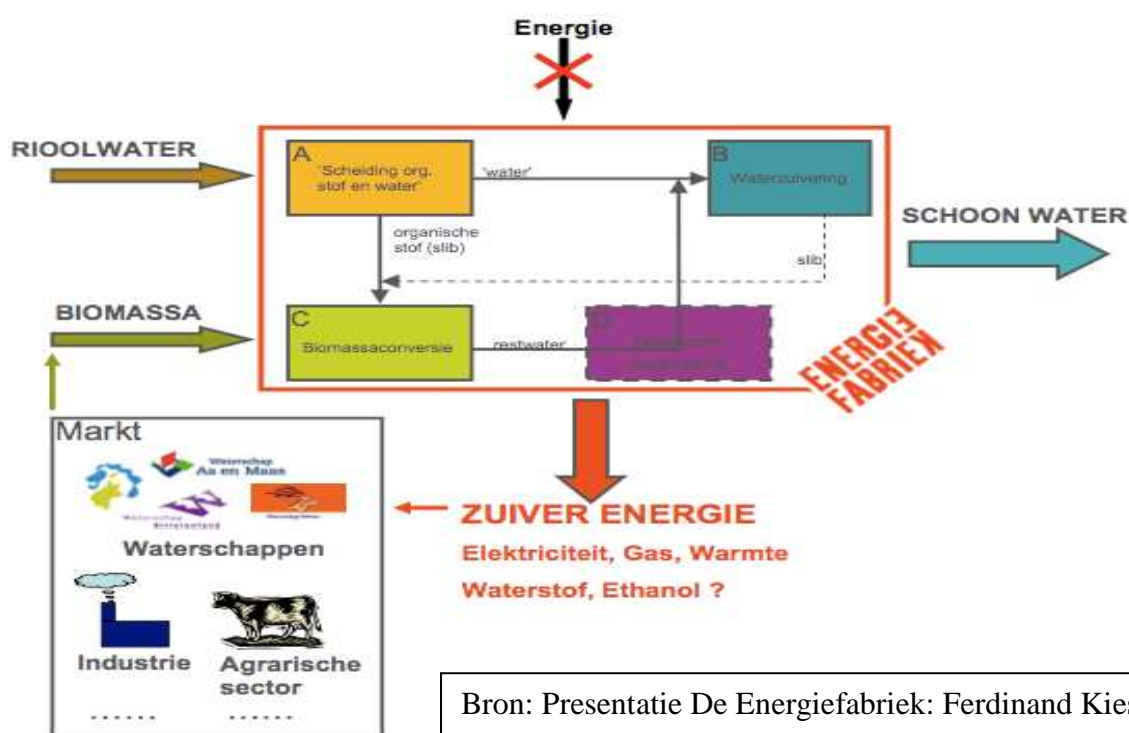 Energie
RIOOLWATER
A
'Scheiding org.
stof en water'
'water'
B
Waterzuivering
SCHOON WATER
organische
stof (slib)
slib
BIOMASSA
C
Biomassaconversie
restwater
ENERGIE
FABRIEK
Markt
Waterschap
Aa en Maas
Waterschap
Waterschappen
ZUIVER ENERGIE
Elektriciteit, Gas, Warmte
Waterstof, Ethanol ?
Industrie
Agrarische
sector
......
......
Bron: Presentatie De Energiefabriek: Ferdinand Kies